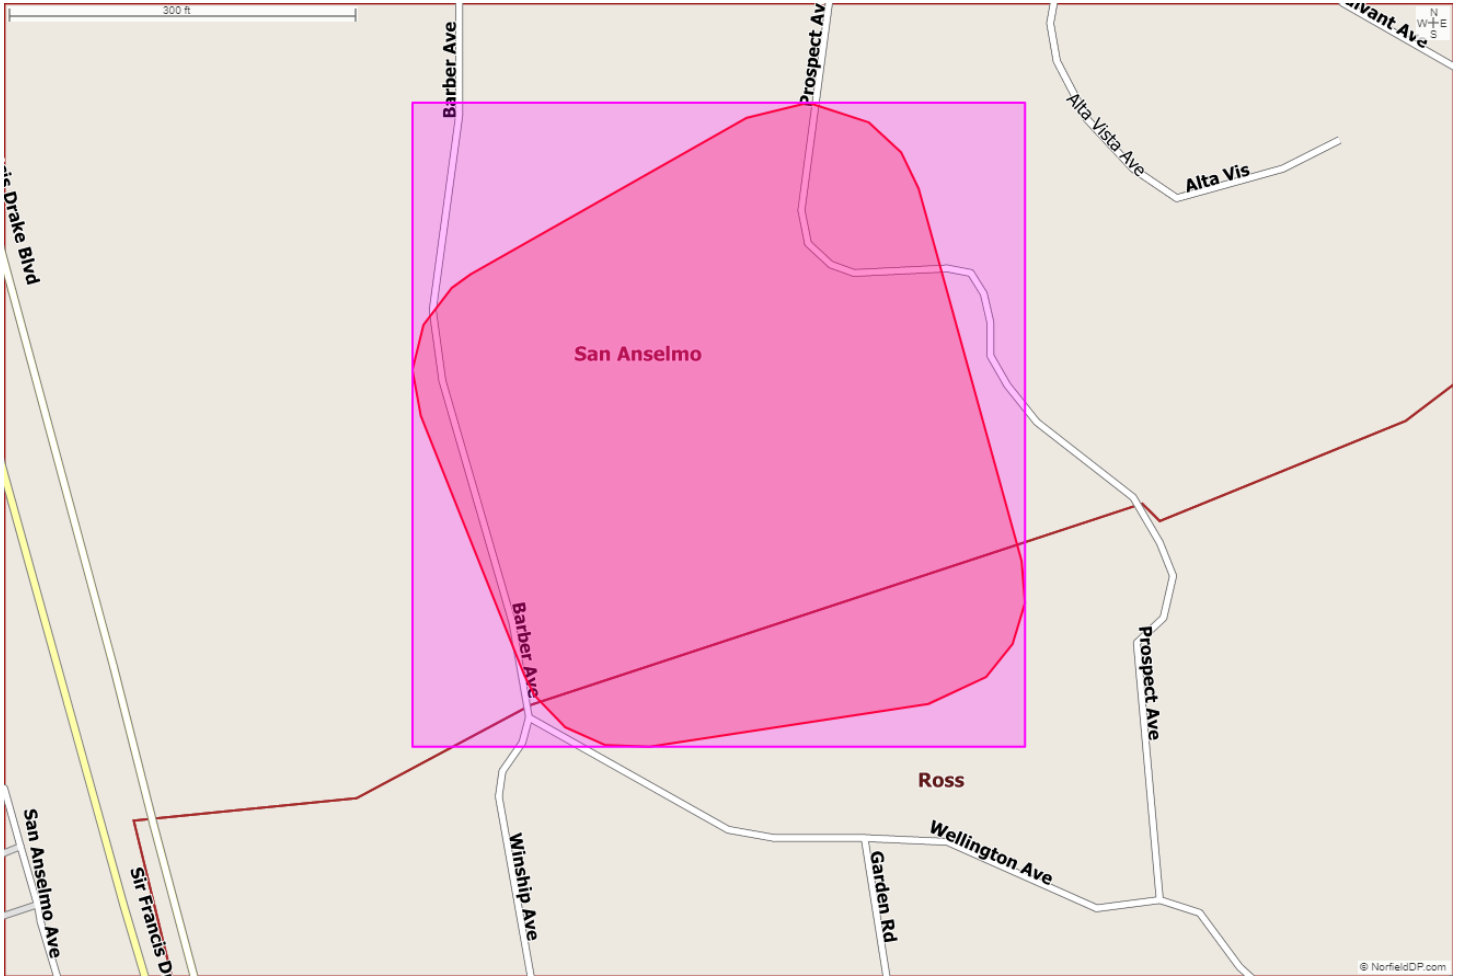 300 ft
N
W E
S
Barber Ave
Prospect Av
Alta Vista Ave
Alta Vis
Drake Blvd
San Anselmo
Barber Ave
Prospect Ave
Ross
Wellington Ave
Garden Rd
Winship Ave
San Anselmo Ave
Sir Francis D
© NorfieldDP.com